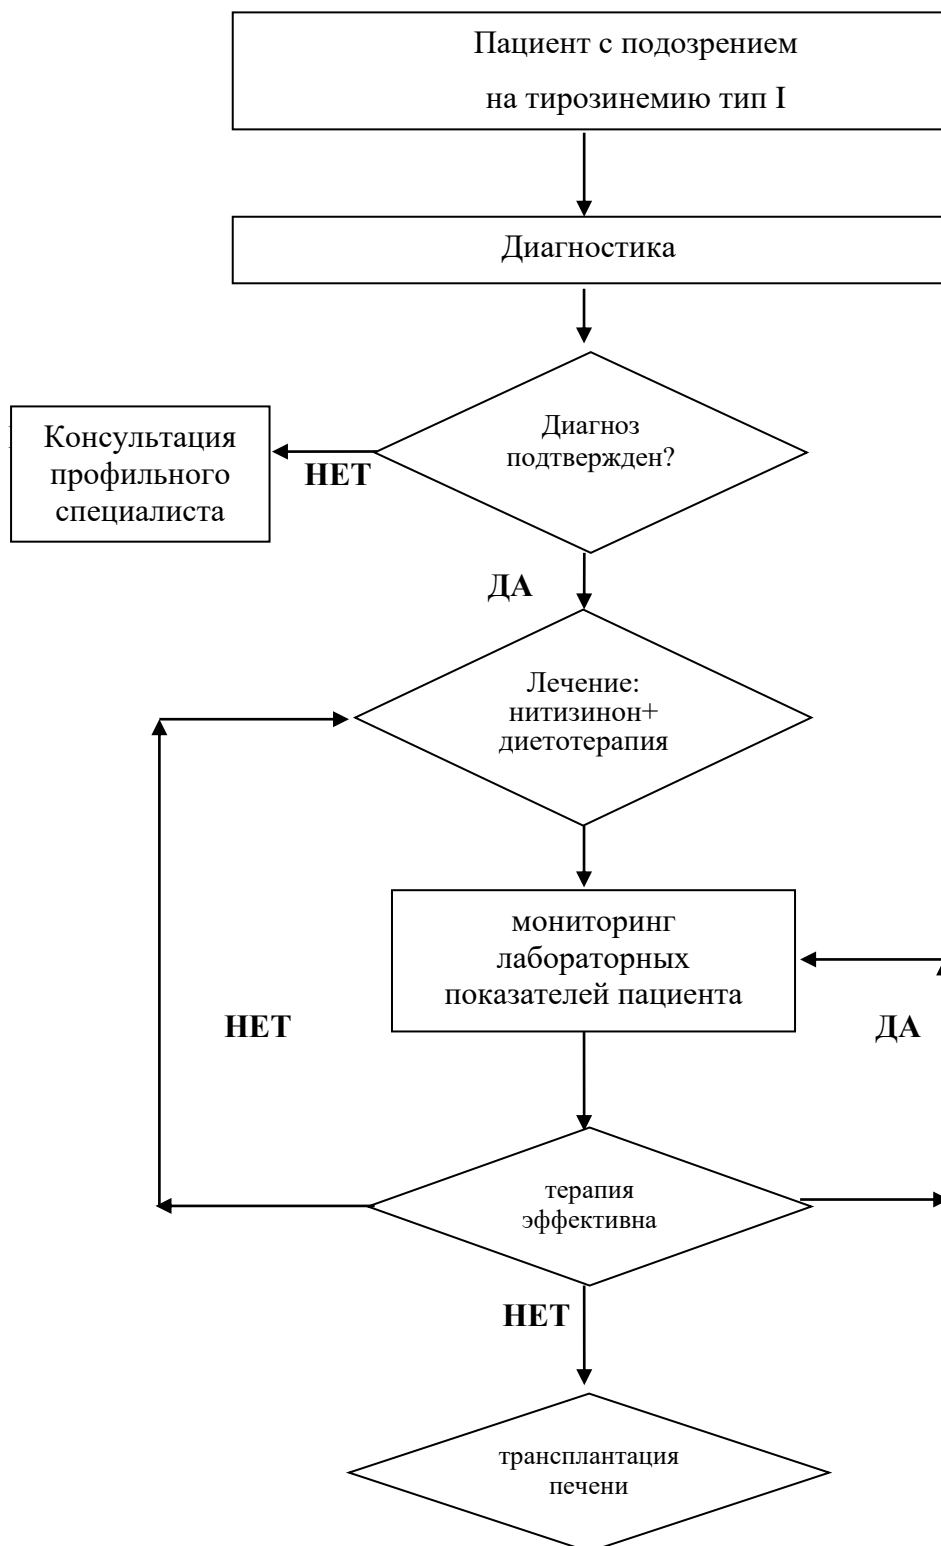 Пациент с подозрением
на тирозинемию тип I
Диагностика
Диагноз
подтвержден?
Консультация
профильного
специалиста
НЕТ
ДА
Лечение:
нитизинон+
диетотерапия
мониторинг
лабораторных
показателей пациента
НЕТ
ДА
терапия
эффективна
НЕТ
трансплантация
печени